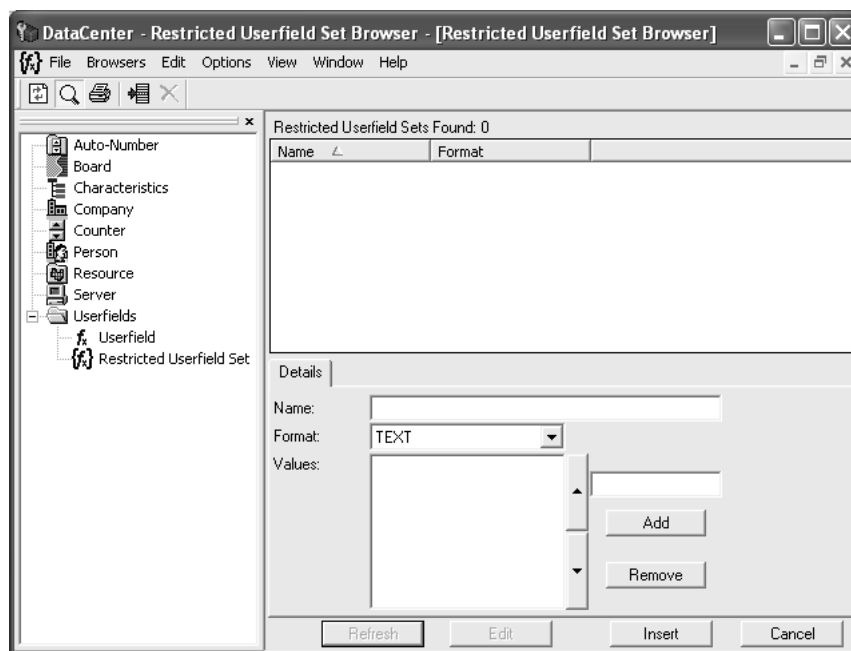 DataCenter - Restricted Userfield Set Browser - [Restricted Userfield Set Browser]
File Browsers Edit Options View Window Help
Auto-Number
Board
Characteristics
Company
Counter
Person
Resource
Server
Userfields
Userfield
Restricted Userfield Set
Restricted Userfield Sets Found: 0
Name Format
Details
Name:
Format: TEXT
Values:
Add
Remove
Refresh Edit Insert Cancel